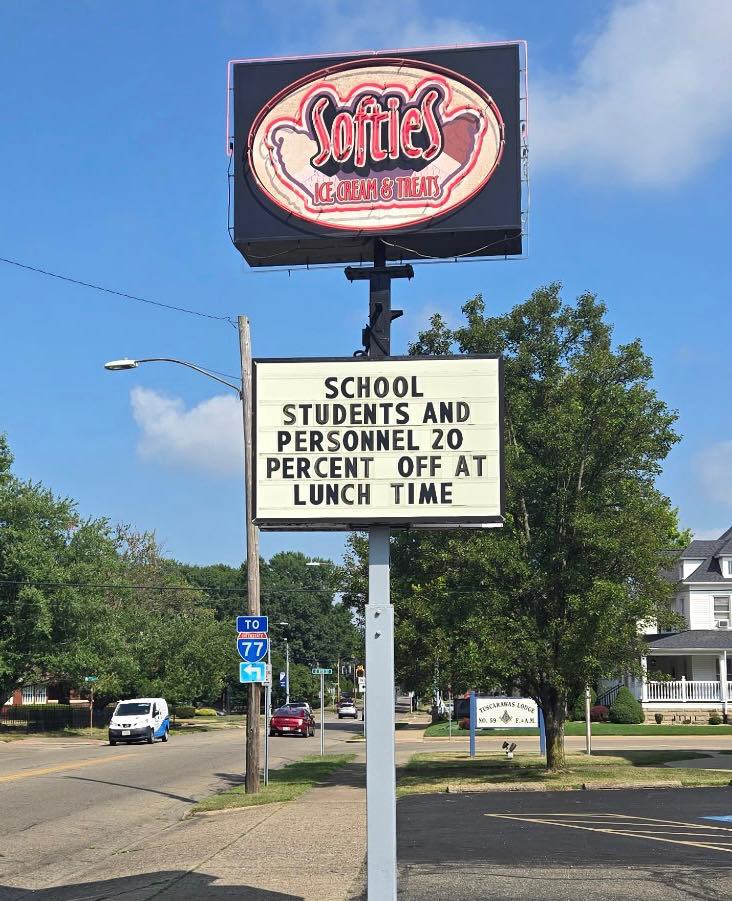 Softies
ICE CREAM & TREATS
SCHOOL
STUDENTS AND
PERSONNEL 20
PERCENT OFF AT
LUNCH TIME
TO
INTERSTATE
77
TUSCARAWAS LODGE
NO. 59 F.&A.M.